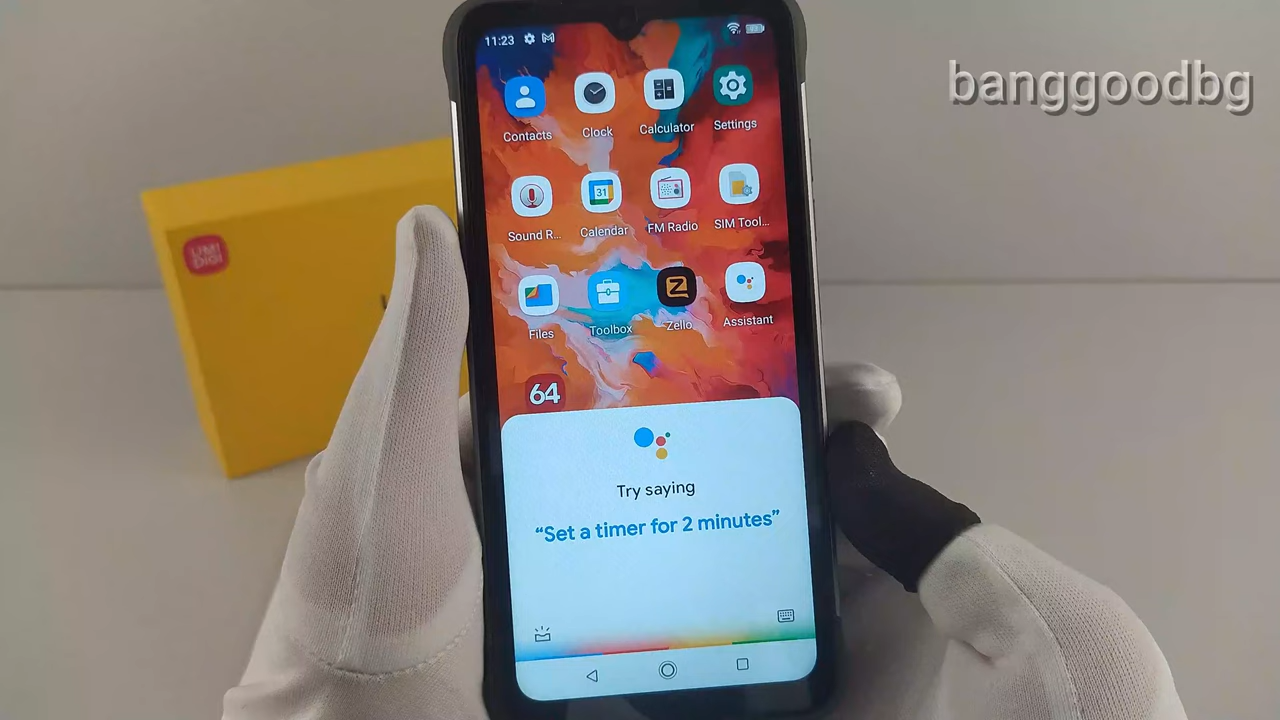 banggoodbg
11:23
Contacts
Clock
Calculator
Settings
Sound R...
31
Calendar
FM Radio
SIM Tool...
Files
Toolbox
Z
Zello
Assistant
64
Try saying
“Set a timer for 2 minutes”
UMI
DIGI